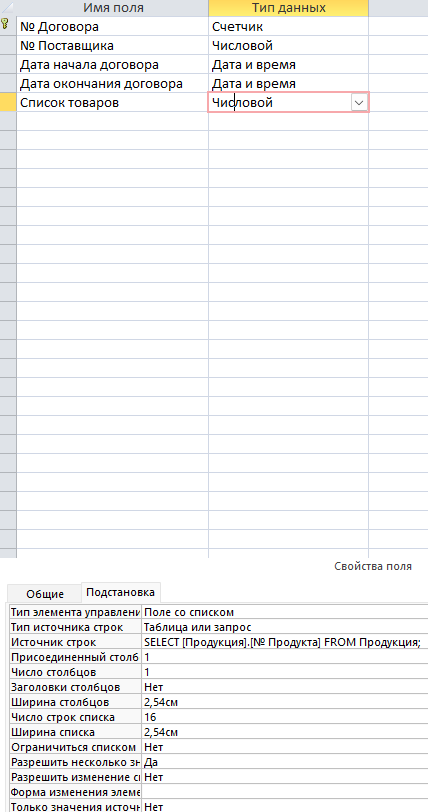 Имя поля Тип данных
№ Договора Счетчик
№ Поставщика Числовой
Дата начала договора Дата и время
Дата окончания договора Дата и время
Список товаров Числовой
Свойства поля
Общие Подстановка
Тип элемента управлени Поле со списком
Тип источника строк Таблица или запрос
Источник строк SELECT [Продукция].[№ Продукта] FROM Продукция;
Присоединенный столб 1
Число столбцов 1
Заголовки столбцов Нет
Ширина столбцов 2,54см
Число строк списка 16
Ширина списка 2,54см
Ограничиться списком Нет
Разрешить несколько зн Да
Разрешить изменение с Нет
Форма изменения элеме
Только значения источн Нет